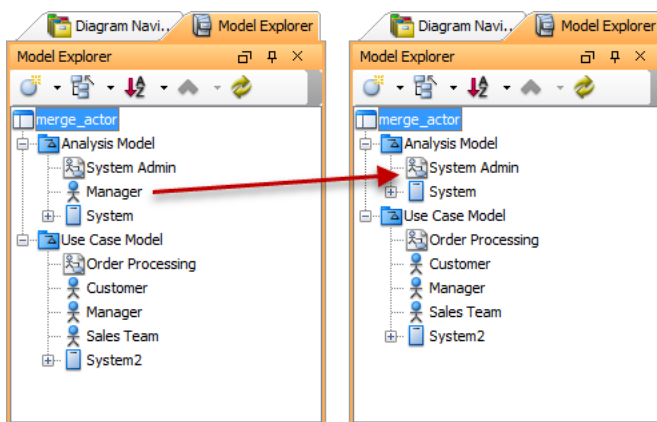 Diagram Navi..
Model Explorer
Model Explorer
merge_actor
Analysis Model
System Admin
Manager
System
Use Case Model
Order Processing
Customer
Manager
Sales Team
System2
Diagram Navi..
Model Explorer
Model Explorer
merge_actor
Analysis Model
System Admin
System
Use Case Model
Order Processing
Customer
Manager
Sales Team
System2